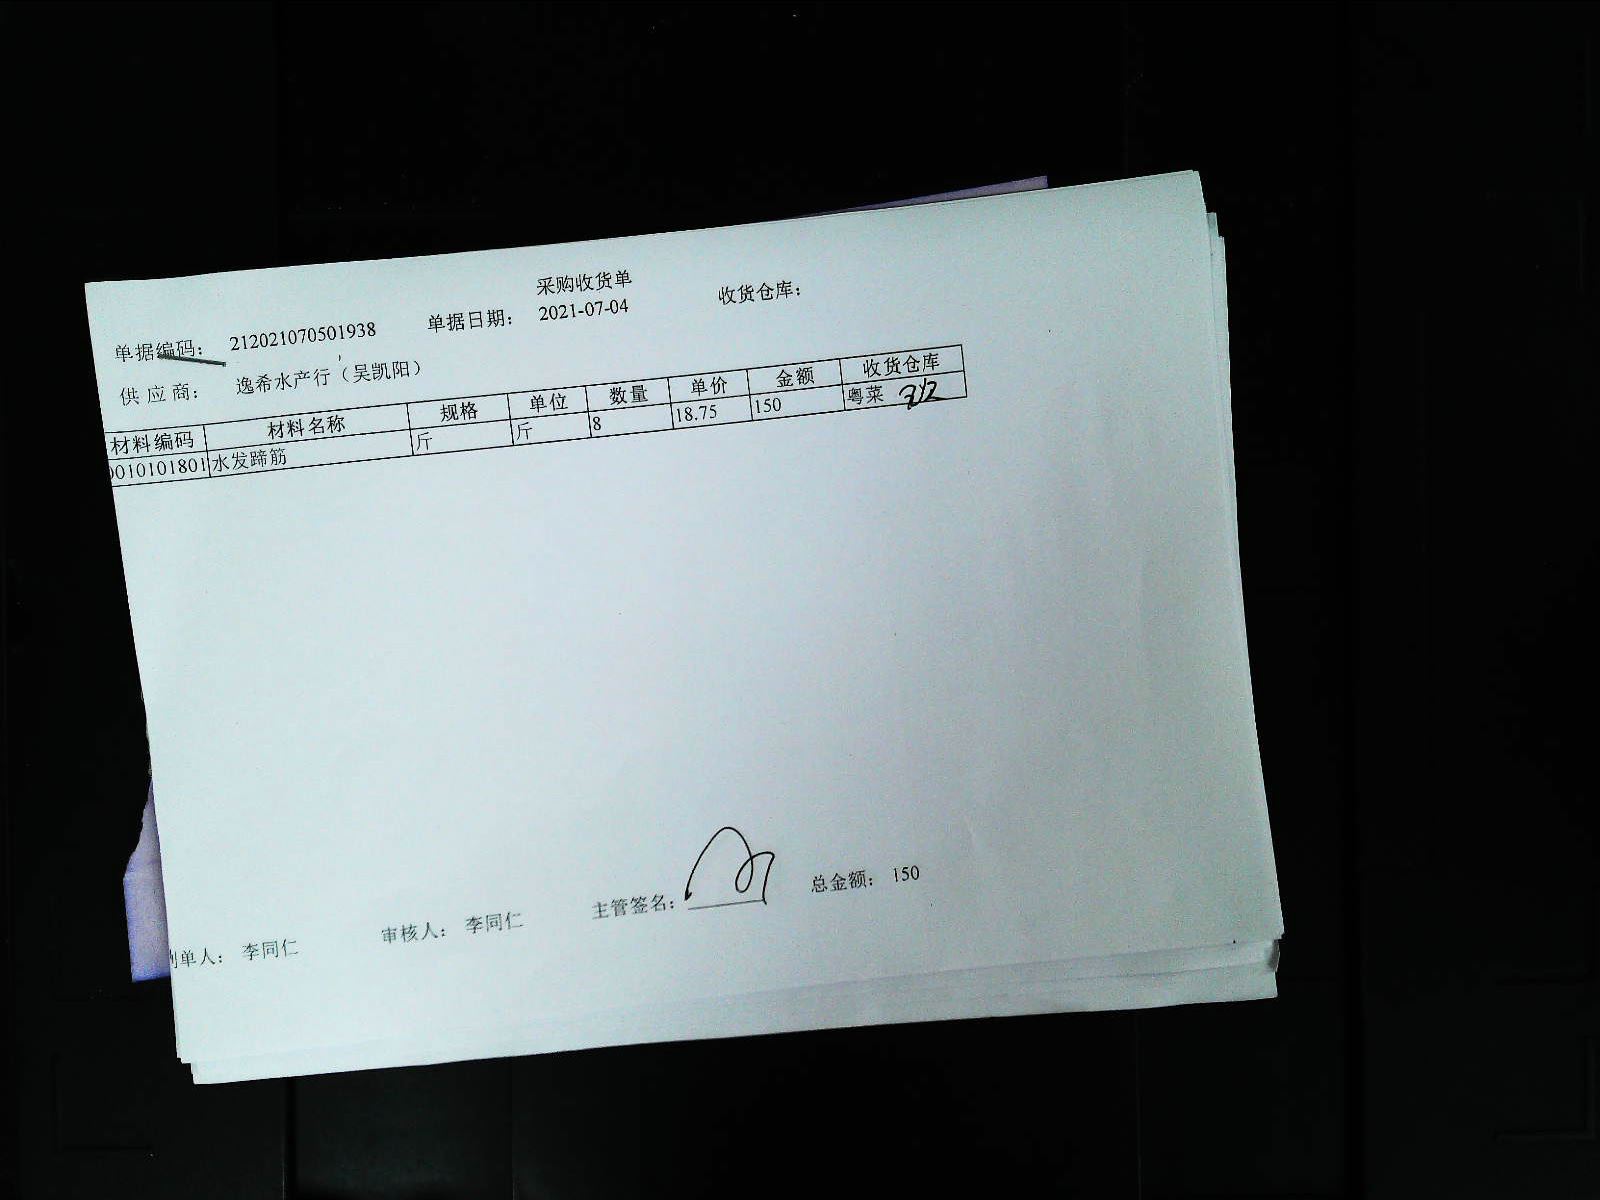 采购收货单
单据编码： 212021070501938 单据日期： 2021-07-04 收货仓库：
供应商： 逸希水产行（吴凯阳）
材料编码 材料名称 规格 单位 数量 单价 金额 收货仓库
0010101801 水发蹄筋 斤 斤 8 18.75 150 粤菜
制单人： 李同仁 审核人： 李同仁 主管签名： 总金额： 150